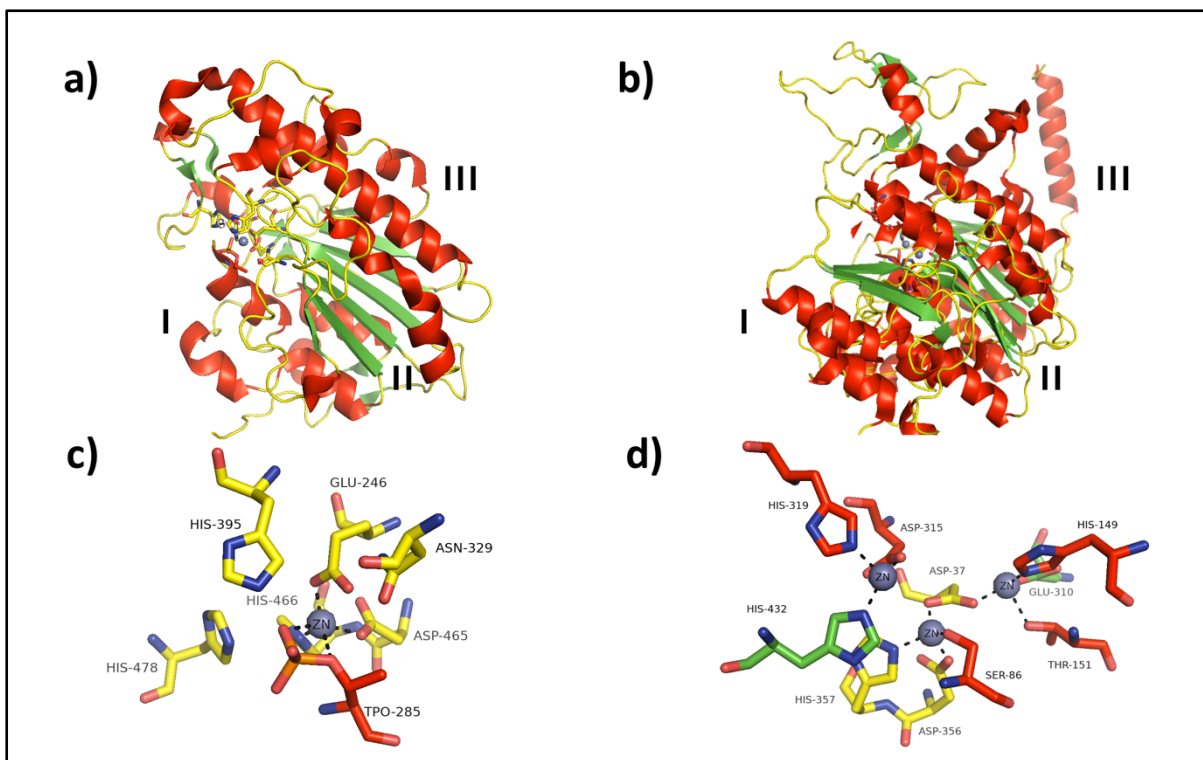 a)
b)
III
III
I
I
II
II
c)
d)
GLU-246
HIS-395
ASN-329
HIS-466
ZN
ASP-465
HIS-478
TPO-285
HIS-319
ASP-315
HIS-149
ZN
ASP-37
ZN
GLU-310
HIS-432
ZN
THR-151
SER-86
HIS-357
ASP-356